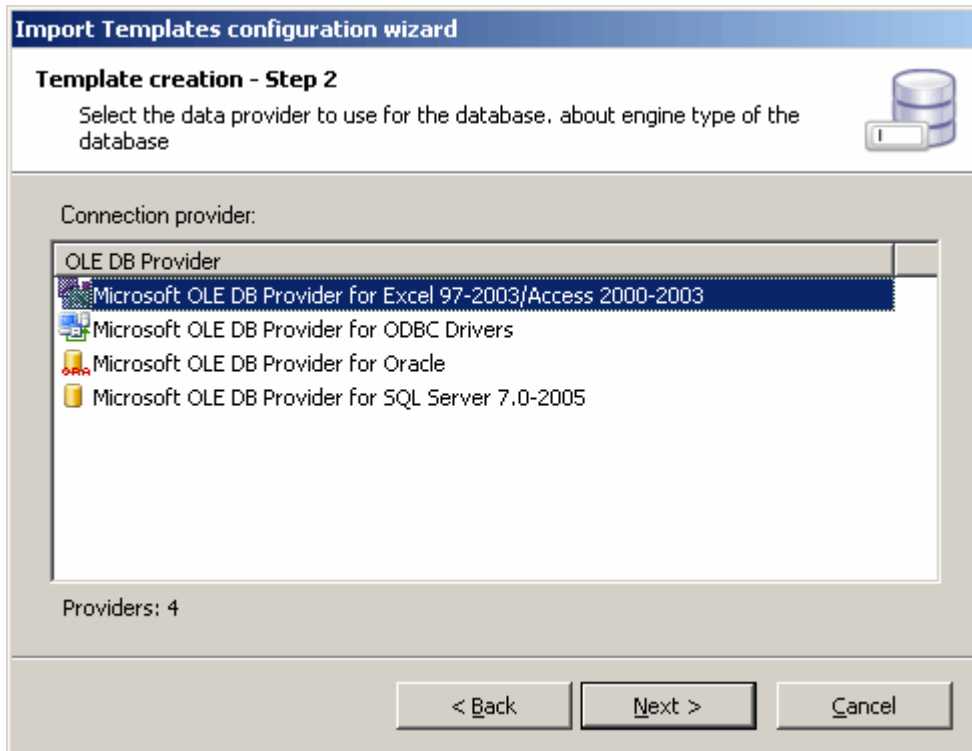 Import Templates configuration wizard
Template creation - Step 2
Select the data provider to use for the database. about engine type of the
database
Connection provider:
OLE DB Provider
Microsoft OLE DB Provider for Excel 97-2003/Access 2000-2003
Microsoft OLE DB Provider for ODBC Drivers
ORA Microsoft OLE DB Provider for Oracle
Microsoft OLE DB Provider for SQL Server 7.0-2005
Providers: 4
< Back Next > Cancel